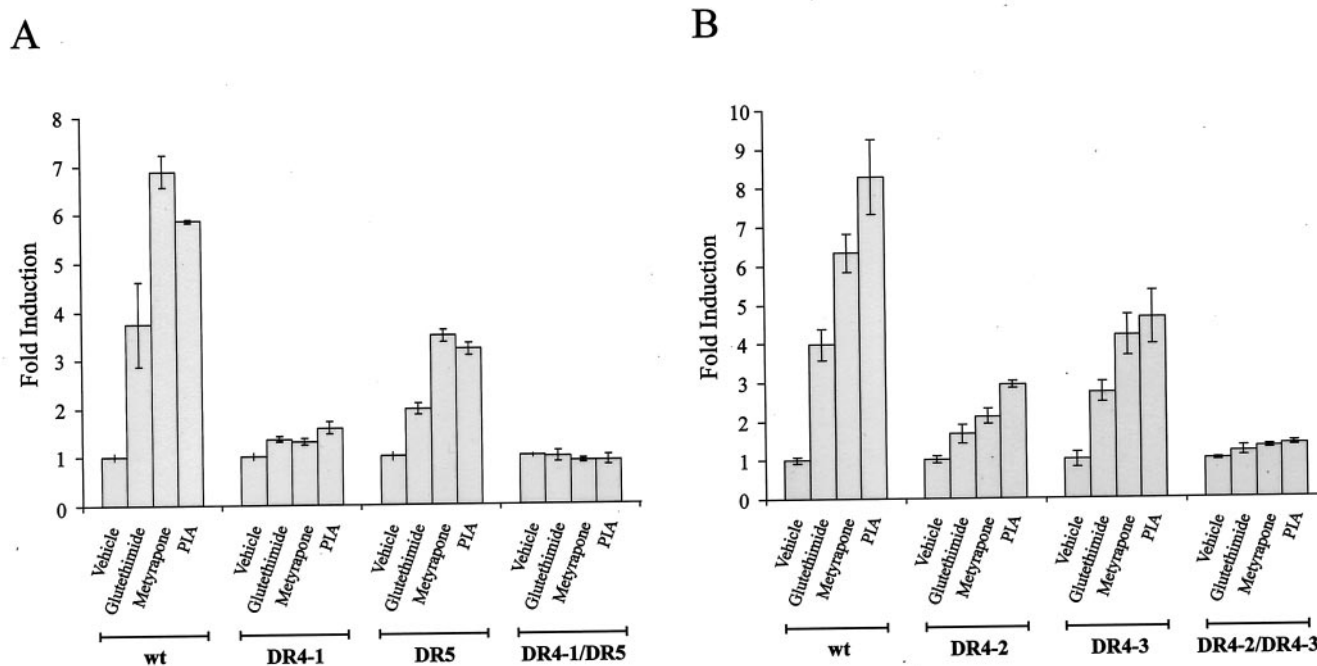 A
Fold Induction
8
7
6
5
4
3
2
1
0
Vehicle
Glutethimide
Metyrapone
PIA
Vehicle
Glutethimide
Metyrapone
PIA
Vehicle
Glutethimide
Metyrapone
PIA
Vehicle
Glutethimide
Metyrapone
PIA
wt
DR4-1
DR5
DR4-1/DR5
B
Fold Induction
10
9
8
7
6
5
4
3
2
1
0
Vehicle
Glutethimide
Metyrapone
PIA
Vehicle
Glutethimide
Metyrapone
PIA
Vehicle
Glutethimide
Metyrapone
PIA
Vehicle
Glutethimide
Metyrapone
PIA
wt
DR4-2
DR4-3
DR4-2/DR4-3